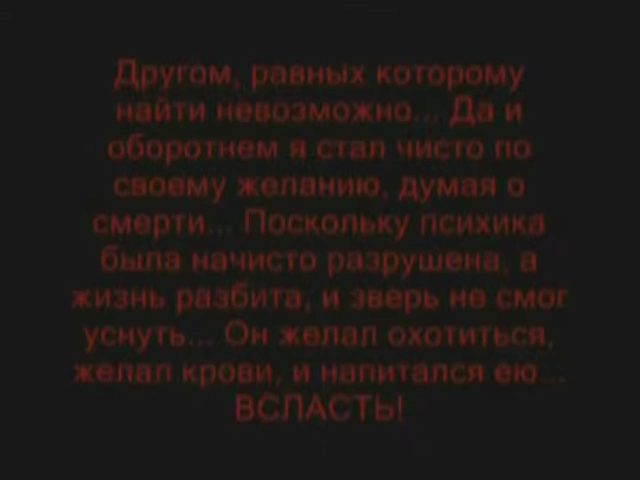 Другом, равных которому
найти невозможно... Да и
оборотнем я стал чисто по
своему желанию, думая о
смерти... Поскольку психика
была начисто разрушена, а
жизнь разбита, и зверь не смог
уснуть... Он желал охотиться,
желал крови, и напитался ею...
ВСЛАСТЬ!